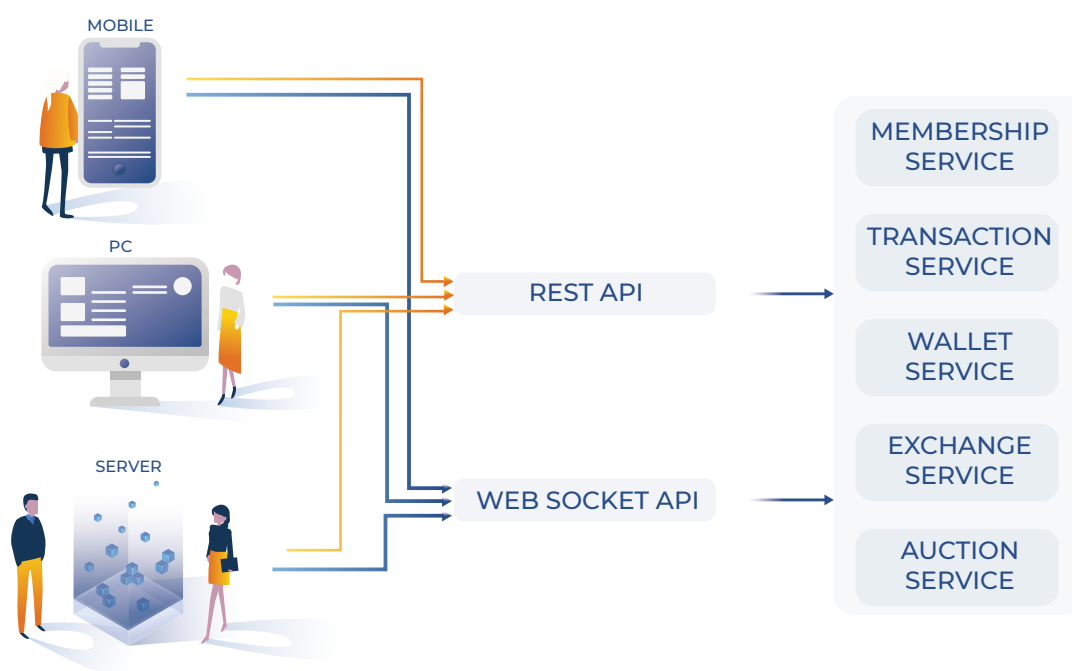 MOBILE
PC
SERVER
REST API
WEB SOCKET API
MEMBERSHIP
SERVICE
TRANSACTION
SERVICE
WALLET
SERVICE
EXCHANGE
SERVICE
AUCTION
SERVICE